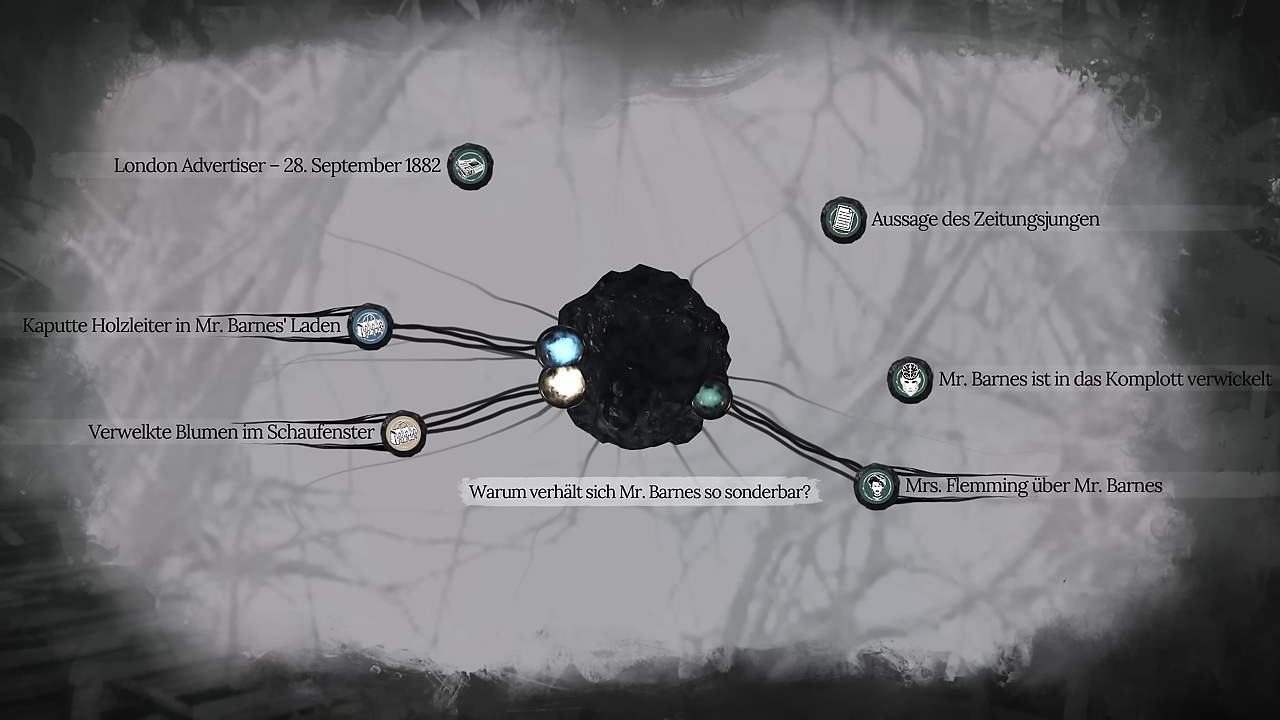 London Advertiser – 28. September 1882
Aussage des Zeitungsjungen
Kaputte Holzleiter in Mr. Barnes' Laden
Mr. Barnes ist in das Komplott verwickelt
Verwelkte Blumen im Schaufenster
Warum verhält sich Mr. Barnes so sonderbar?
Mrs. Flemming über Mr. Barnes